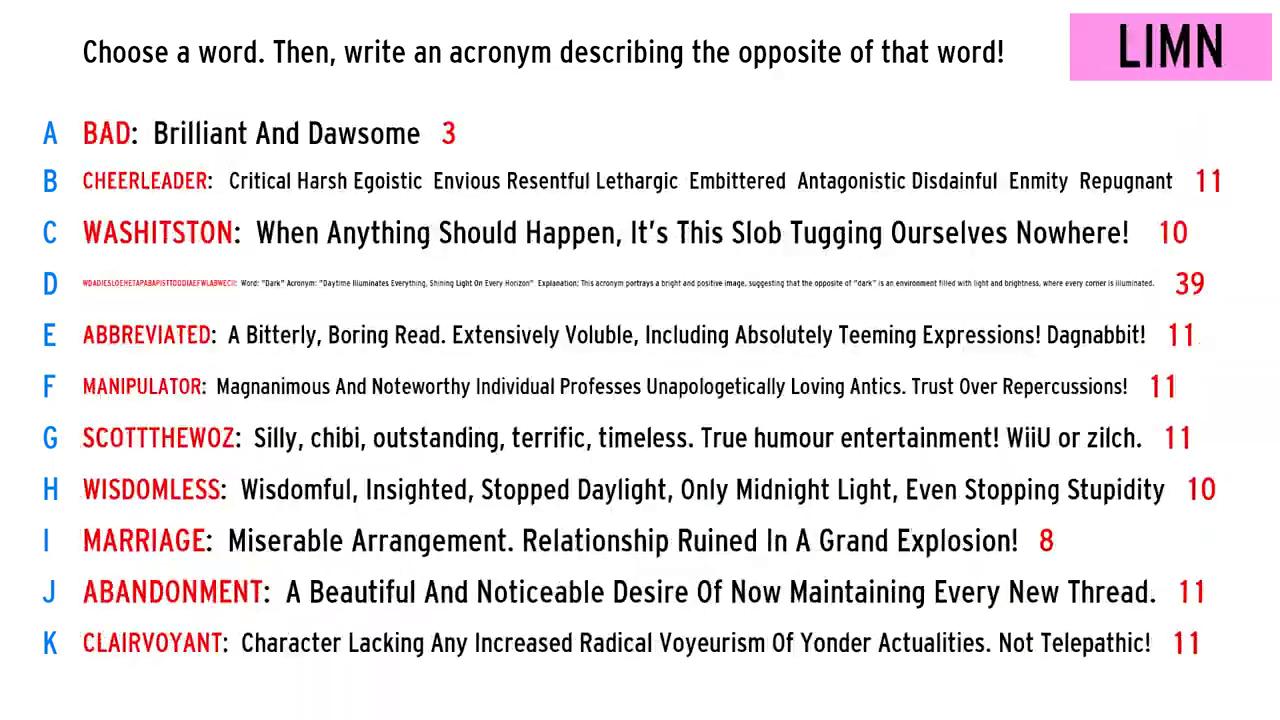 Choose a word. Then, write an acronym describing the opposite of that word!
LIMN
A BAD: Brilliant And Dawsome 3
B CHEERLEADER: Critical Harsh Egoistic Envious Resentful Lethargic Embittered Antagonistic Disdainful Enmity Repugnant 11
C WASHITSTON: When Anything Should Happen, It's This Slob Tugging Ourselves Nowhere! 10
D WDADIESLOEHETAPABAPISTTOODIAEFWLABWECII: Word: "Dark" Acronym: "Daytime Illuminates Everything, Shining Light On Every Horizon" Explanation: This acronym portrays a bright and positive image, suggesting that the opposite of "dark" is an environment filled with light and brightness, where every corner is illuminated. 39
E ABBREVIATED: A Bitterly, Boring Read. Extensively Voluble, Including Absolutely Teeming Expressions! Dagnabbit! 11
F MANIPULATOR: Magnanimous And Noteworthy Individual Professes Unapologetically Loving Antics. Trust Over Repercussions! 11
G SCOTTTHEWOZ: Silly, chibi, outstanding, terrific, timeless. True humour entertainment! WiiU or zilch. 11
H WISDOMLESS: Wisdomful, Insighted, Stopped Daylight, Only Midnight Light, Even Stopping Stupidity 10
I MARRIAGE: Miserable Arrangement. Relationship Ruined In A Grand Explosion! 8
J ABANDONMENT: A Beautiful And Noticeable Desire Of Now Maintaining Every New Thread. 11
K CLAIRVOYANT: Character Lacking Any Increased Radical Voyeurism Of Yonder Actualities. Not Telepathic! 11